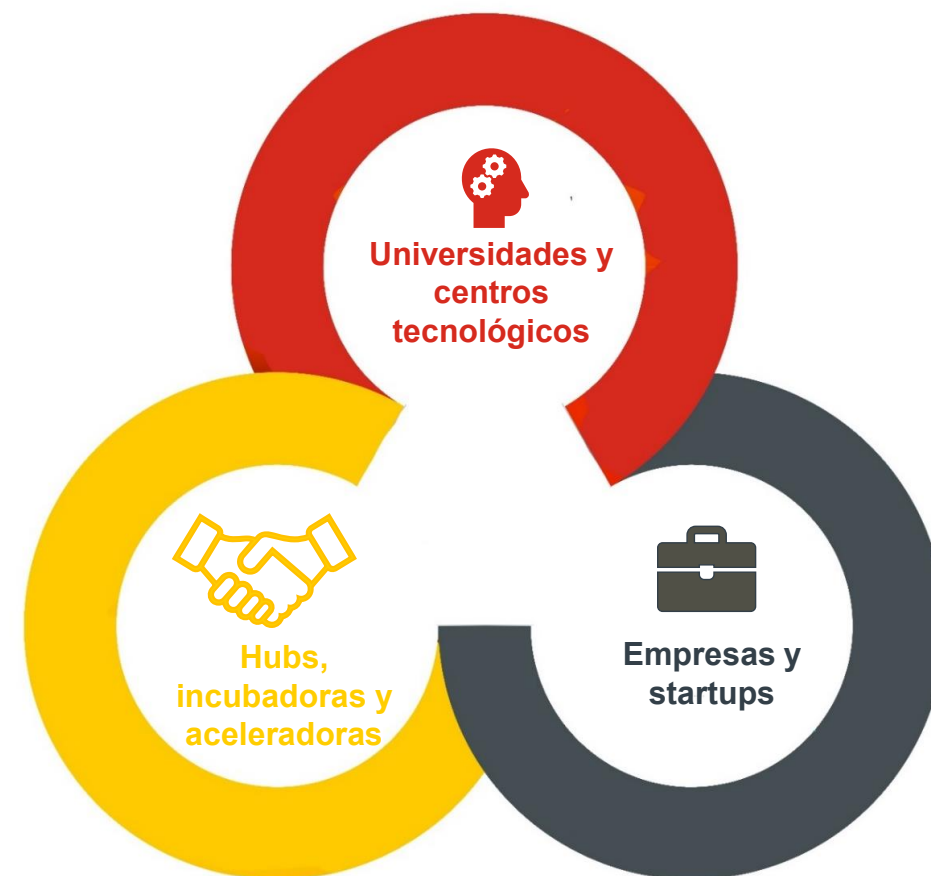 Universidades y
centros
tecnológicos
Hubs,
incubadoras y
aceleradoras
Empresas y
startups